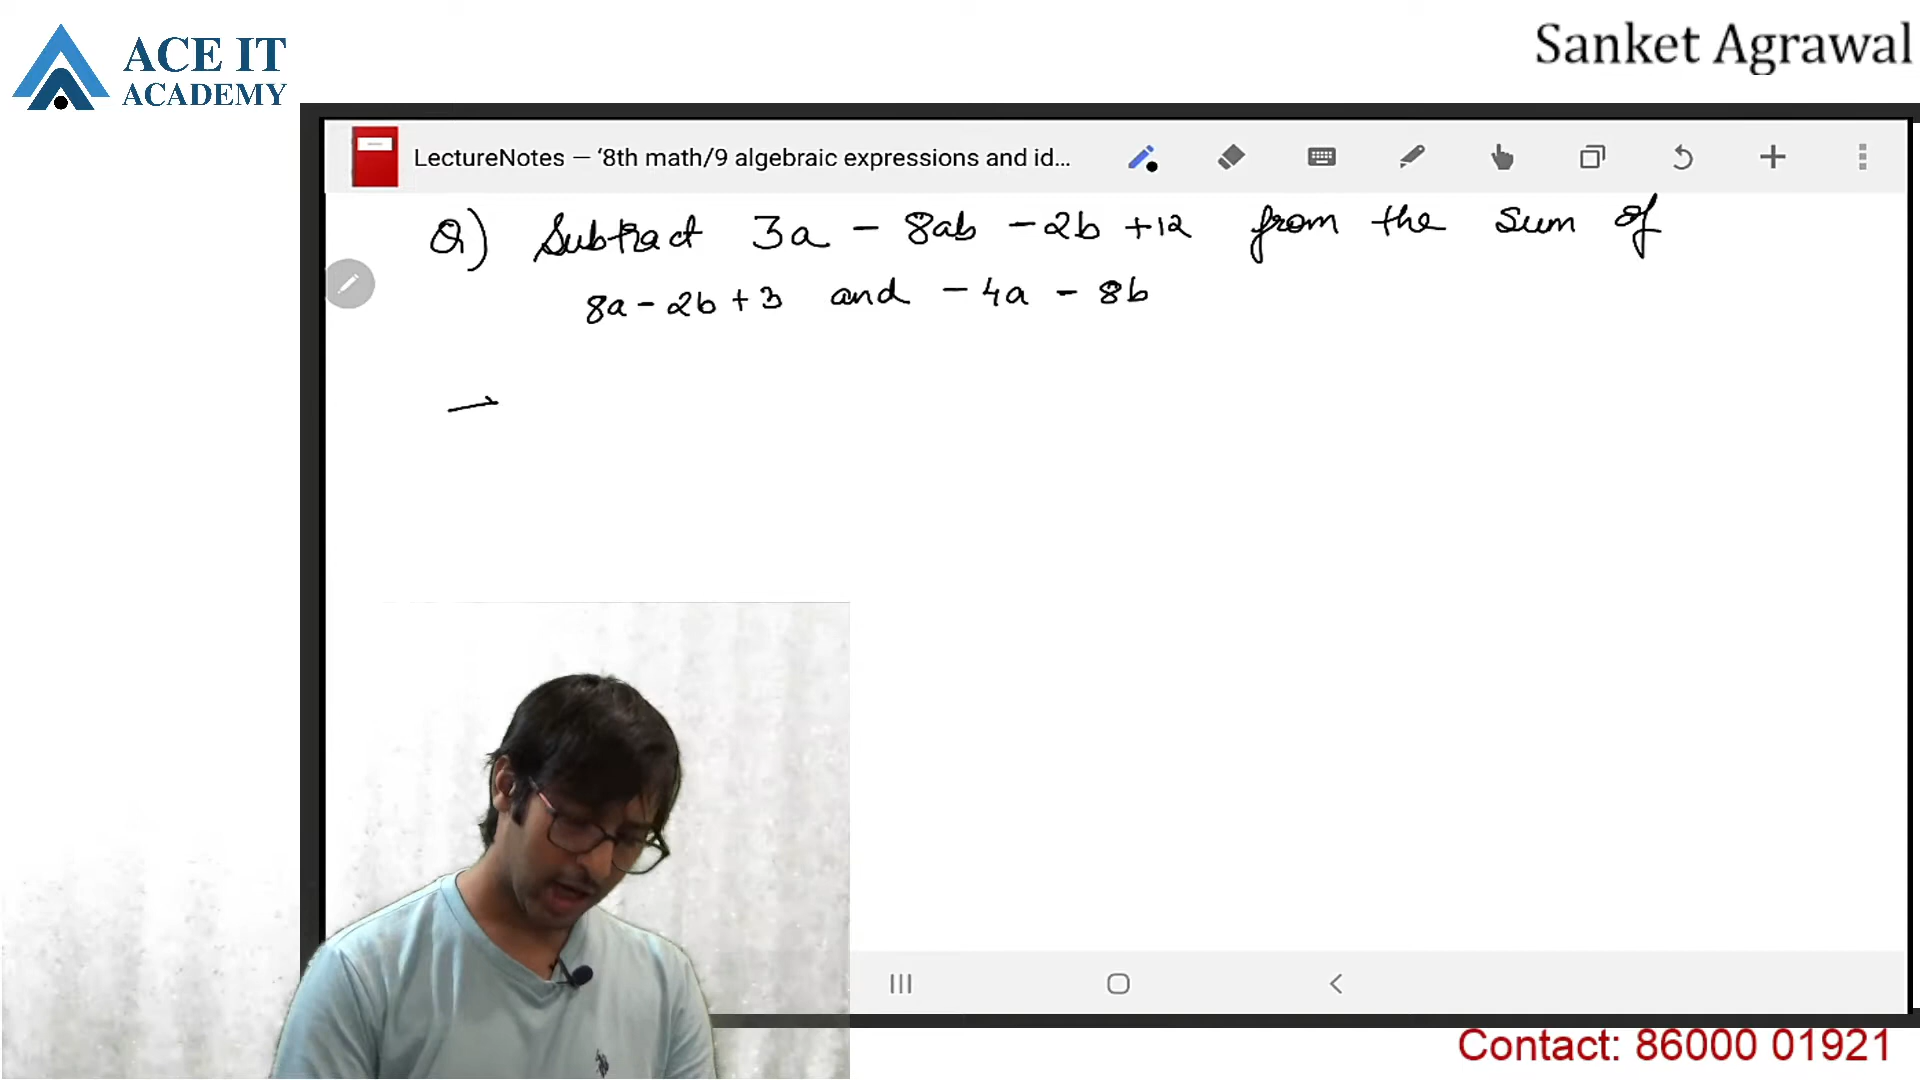 ACE IT
ACADEMY
Sanket Agrawal
LectureNotes — ‘8th math/9 algebraic expressions and id...
Q) Subtract 3a - 8ab - 2b + 12 from the sum of
8a - 2b + 3 and - 4a - 8b
Contact: 86000 01921